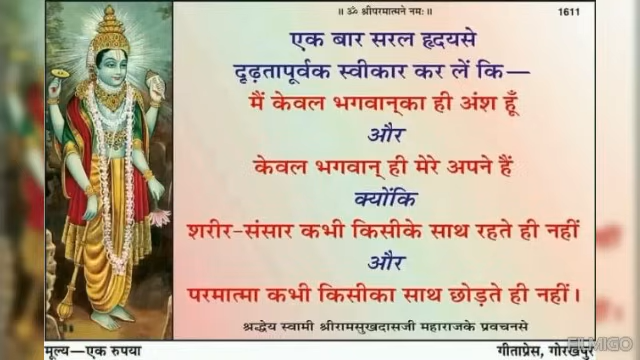 ॥ ॐ श्रीपरमात्मने नमः ॥ 1611
एक बार सरल हृदयसे
दृढ़तापूर्वक स्वीकार कर लें कि—
मैं केवल भगवान्‌का ही अंश हूँ
और
केवल भगवान् ही मेरे अपने हैं
क्योंकि
शरीर-संसार कभी किसीके साथ रहते ही नहीं
और
परमात्मा कभी किसीका साथ छोड़ते ही नहीं।
श्रद्धेय स्वामी श्रीरामसुखदासजी महाराजके प्रवचनसे
मूल्य—एक रुपया गीताप्रेस, गोरखपुर
FILMIGO